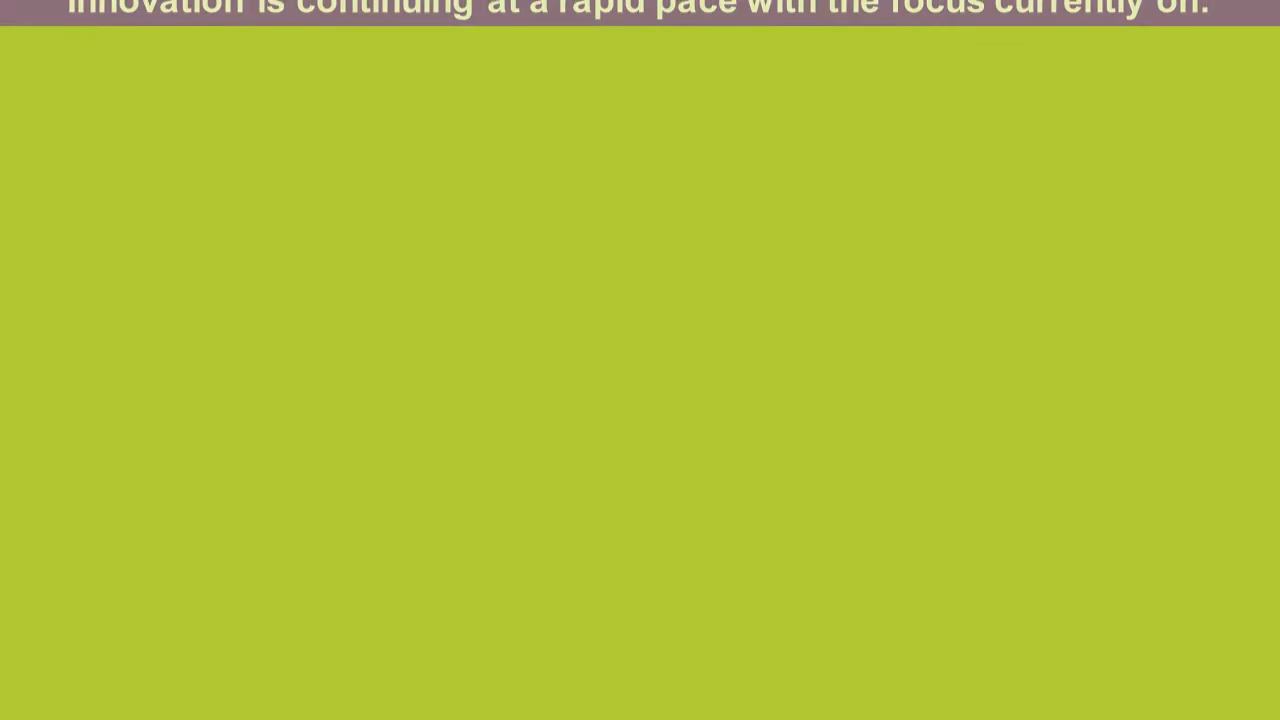 Innovation is continuing at a rapid pace with the focus currently on: